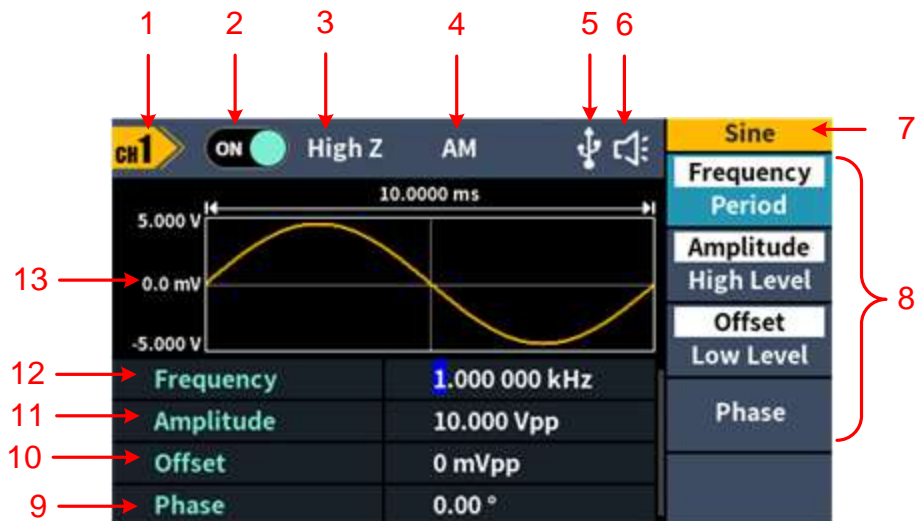 1 2 3 4 5 6
CH1 ON High Z AM Sine 7
Frequency
Period
10.0000 ms
5.000 V
Amplitude
High Level
13 0.0 mV
8
Offset
Low Level
-5.000 V
12 Frequency 1.000 000 kHz
11 Amplitude 10.000 Vpp
Phase
10 Offset 0 mVpp
9 Phase 0.00 °